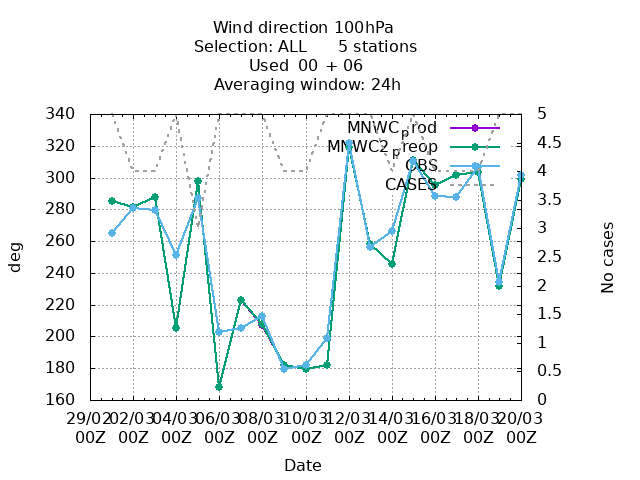 Wind direction 100hPa
Selection: ALL 5 stations
Used 00 + 06
Averaging window: 24h
340 5
MNWC_prod
320 4.5
MNWC2_preop
OBS
300 4
CASES
280 3.5
260 3
deg
No cases
240 2.5
220 2
200 1.5
180 1
160 0.5
0
29/02 02/03 04/03 06/03 08/03 10/03 12/03 14/03 16/03 18/03 20/03
00Z 00Z 00Z 00Z 00Z 00Z 00Z 00Z 00Z 00Z 00Z
Date